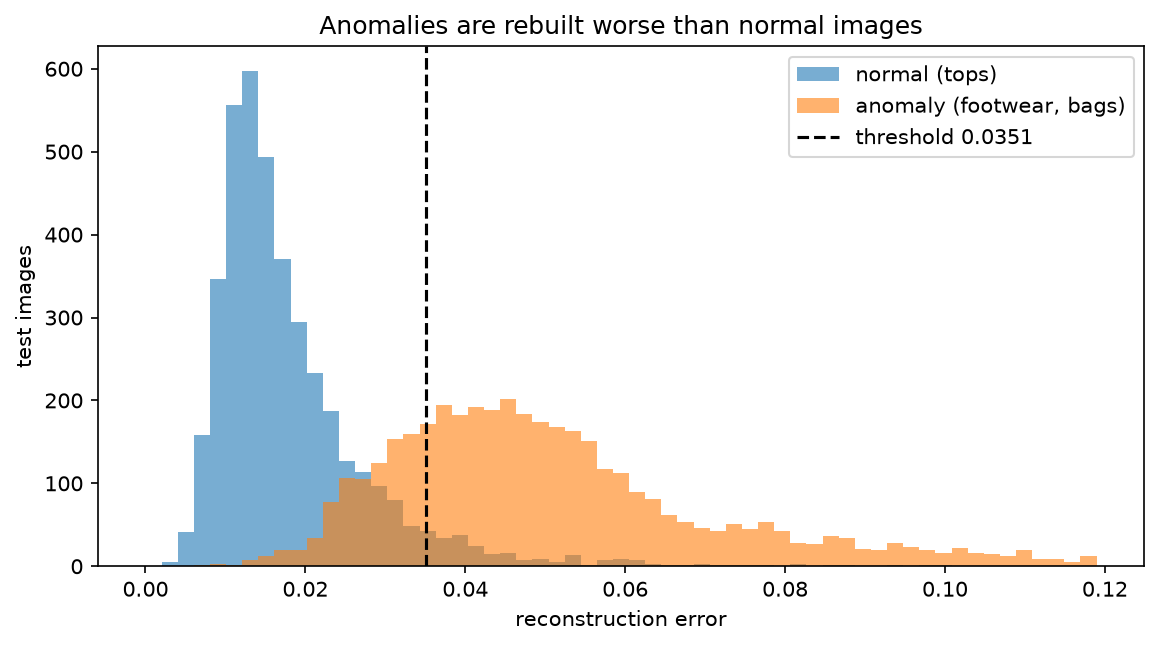 Anomalies are rebuilt worse than normal images
normal (tops)
anomaly (footwear, bags)
threshold 0.0351
test images
600
500
400
300
200
100
0
0.00 0.02 0.04 0.06 0.08 0.10 0.12
reconstruction error